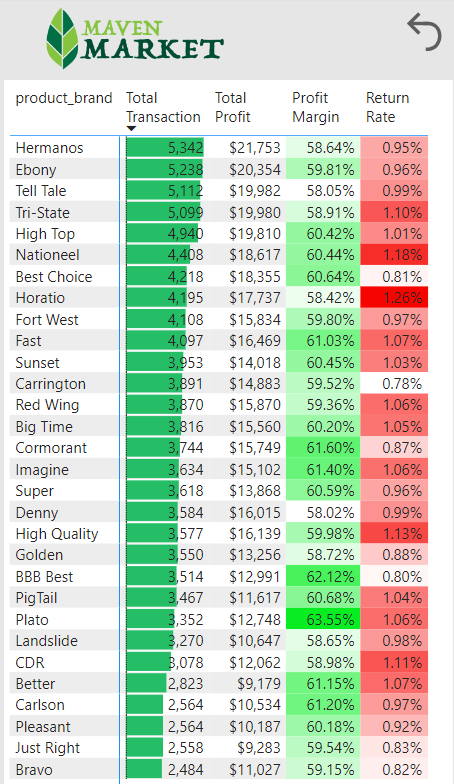 MAVEN
MARKET
product_brand Total Transaction Total Profit Profit Margin Return Rate
Hermanos 5,342 $21,753 58.64% 0.95%
Ebony 5,238 $20,354 59.81% 0.96%
Tell Tale 5,112 $19,982 58.05% 0.99%
Tri-State 5,099 $19,980 58.91% 1.10%
High Top 4,940 $19,810 60.42% 1.01%
Nationeel 4,408 $18,617 60.44% 1.18%
Best Choice 4,218 $18,355 60.64% 0.81%
Horatio 4,195 $17,737 58.42% 1.26%
Fort West 4,108 $15,834 59.80% 0.97%
Fast 4,097 $16,469 61.03% 1.07%
Sunset 3,953 $14,018 60.45% 1.03%
Carrington 3,891 $14,883 59.52% 0.78%
Red Wing 3,870 $15,870 59.36% 1.06%
Big Time 3,816 $15,560 60.20% 1.05%
Cormorant 3,744 $15,749 61.60% 0.87%
Imagine 3,634 $15,102 61.40% 1.06%
Super 3,618 $13,868 60.59% 0.96%
Denny 3,584 $16,015 58.02% 0.99%
High Quality 3,577 $16,139 59.98% 1.13%
Golden 3,550 $13,256 58.72% 0.88%
BBB Best 3,514 $12,991 62.12% 0.80%
PigTail 3,467 $11,617 60.68% 1.04%
Plato 3,352 $12,748 63.55% 1.06%
Landslide 3,270 $10,647 58.65% 0.98%
CDR 3,078 $12,062 58.98% 1.11%
Better 2,823 $9,179 61.15% 1.07%
Carlson 2,564 $10,534 61.20% 0.97%
Pleasant 2,564 $10,187 60.18% 0.92%
Just Right 2,558 $9,283 59.54% 0.83%
Bravo 2,484 $11,027 59.15% 0.82%